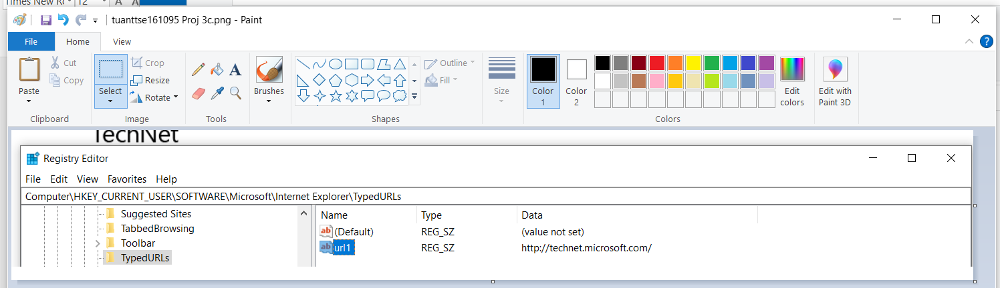 Times New Ro 12 A A
tuanttse161095 Proj 3c.png - Paint
File Home View
Paste
Cut
Copy
Clipboard
Select
Crop
Resize
Rotate
Image
A
Tools
Brushes
Outline
Fill
Shapes
Size
Color 1
Color 2
Edit colors
Colors
Edit with Paint 3D
?
TechNet
Registry Editor
File Edit View Favorites Help
Computer\HKEY_CURRENT_USER\SOFTWARE\Microsoft\Internet Explorer\TypedURLs
Suggested Sites
TabbedBrowsing
Toolbar
TypedURLs
Name Type Data
ab (Default) REG_SZ (value not set)
ab url1 REG_SZ http://technet.microsoft.com/